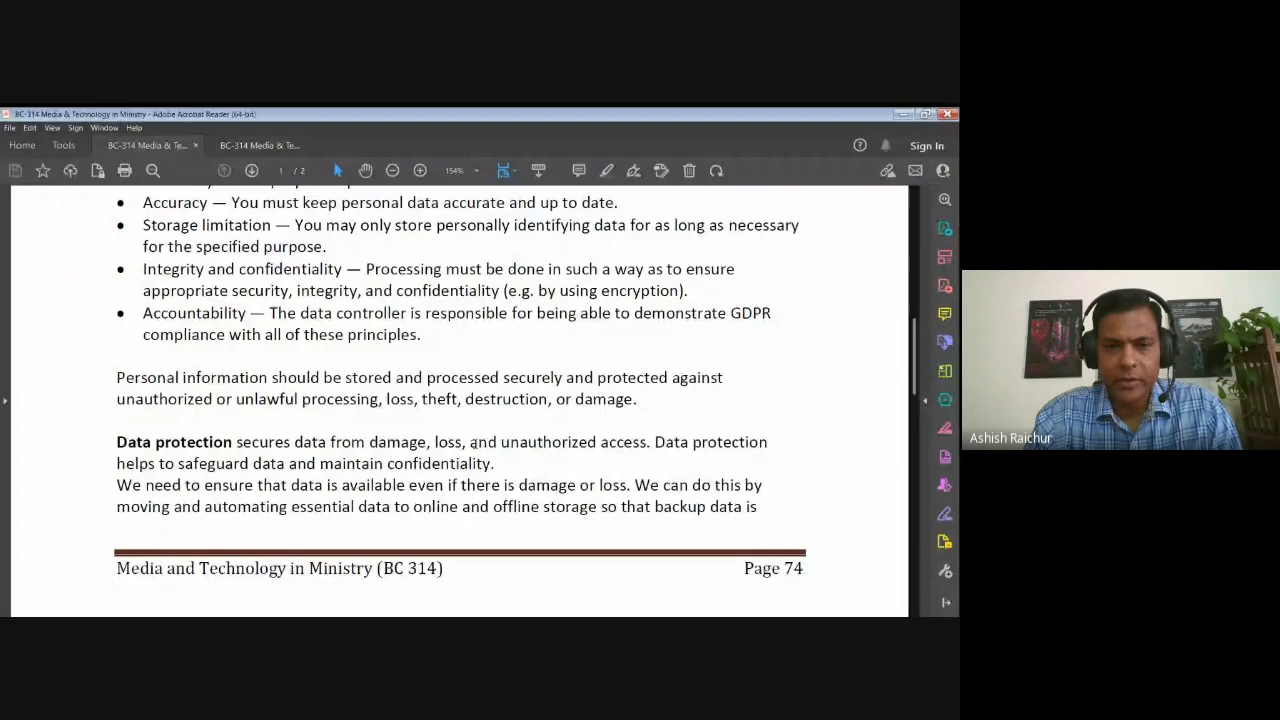 BC-314 Media & Technology in Ministry - Adobe Acrobat Reader (64-bit)
File Edit View Sign Window Help
Home Tools BC-314 Media & Te... × BC-314 Media & Te... Sign In
1 / 2 154%
• Accuracy — You must keep personal data accurate and up to date.
• Storage limitation — You may only store personally identifying data for as long as necessary
for the specified purpose.
• Integrity and confidentiality — Processing must be done in such a way as to ensure
appropriate security, integrity, and confidentiality (e.g. by using encryption).
• Accountability — The data controller is responsible for being able to demonstrate GDPR
compliance with all of these principles.
Personal information should be stored and processed securely and protected against
unauthorized or unlawful processing, loss, theft, destruction, or damage.
Data protection secures data from damage, loss, and unauthorized access. Data protection
helps to safeguard data and maintain confidentiality.
We need to ensure that data is available even if there is damage or loss. We can do this by
moving and automating essential data to online and offline storage so that backup data is
Media and Technology in Ministry (BC 314) Page 74
Ashish Raichur